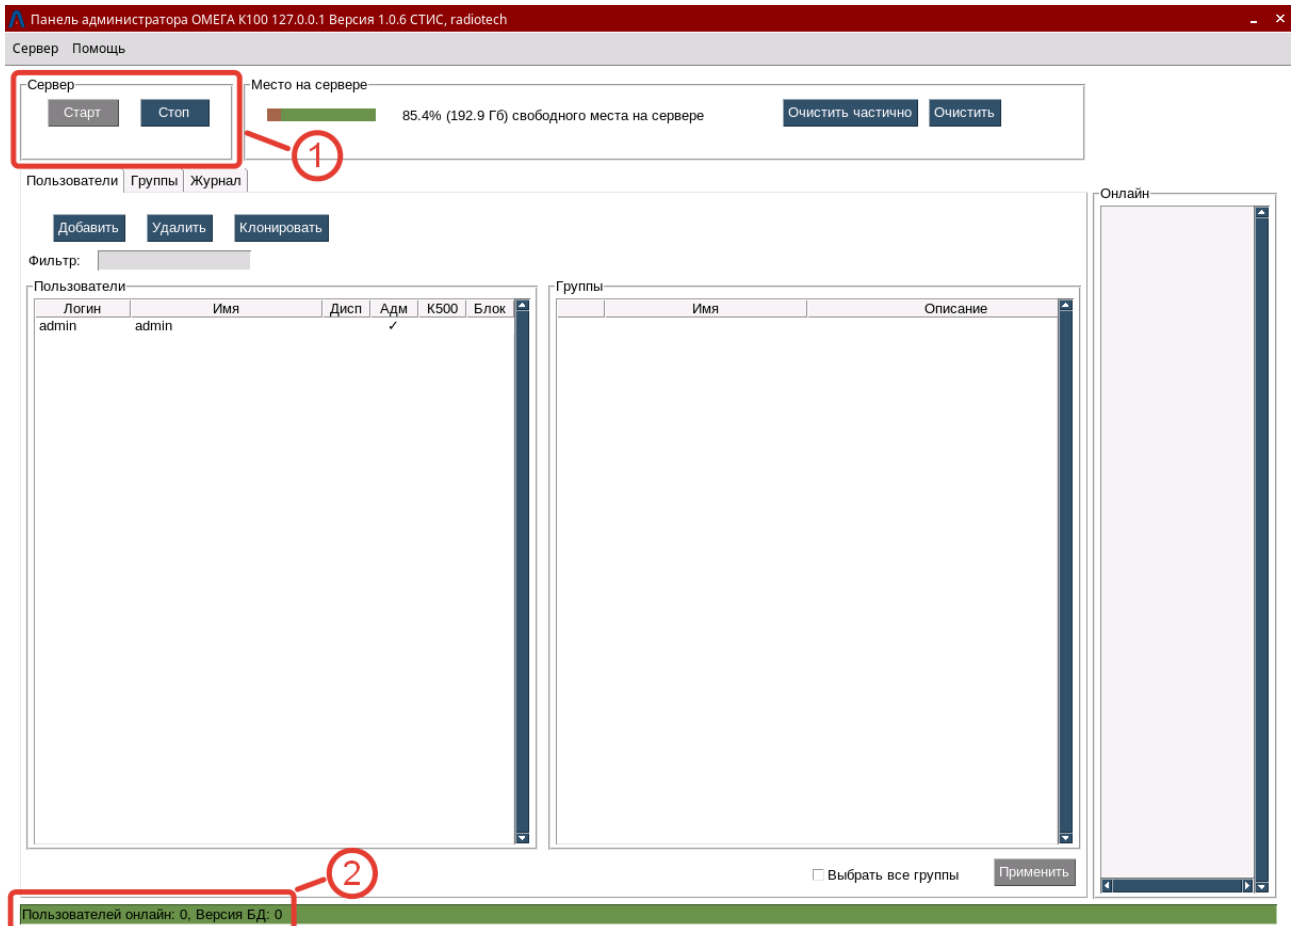 Панель администратора ОМЕГА К100 127.0.0.1 Версия 1.0.6 СТИС, radiotech
Сервер Помощь
Сервер
Место на сервере
Старт Стоп
85.4% (192.9 Гб) свободного места на сервере
Очистить частично Очистить
1
Пользователи Группы Журнал
Онлайн
Добавить Удалить Клонировать
Фильтр:
Пользователи
Группы
Логин Имя Дисп Адм К500 Блок
Имя Описание
admin admin ✓
2
Выбрать все группы
Применить
Пользователей онлайн: 0, Версия БД: 0